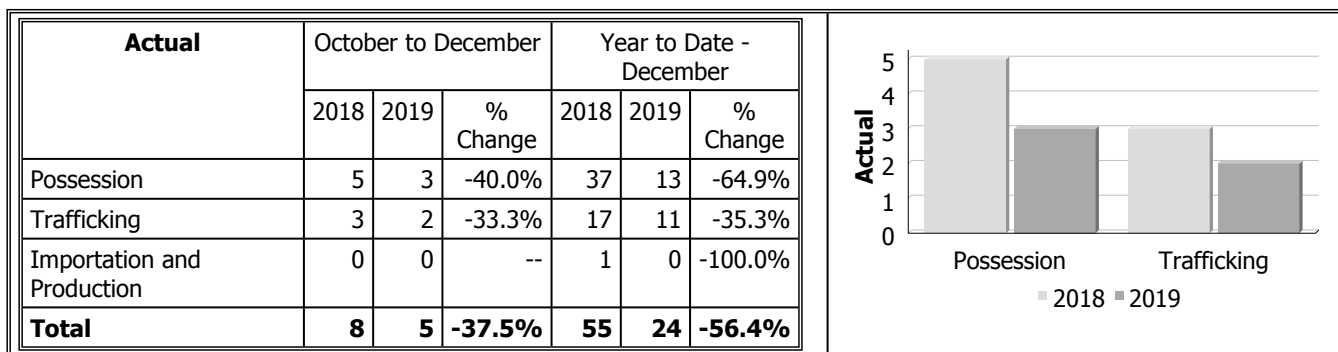 Actual October to December Year to Date -
December
2018 2019 %
Change 2018 2019 %
Change
Possession 5 3 -40.0% 37 13 -64.9%
Trafficking 3 2 -33.3% 17 11 -35.3%
Importation and
Production 0 0 -- 1 0 -100.0%
Total 8 5 -37.5% 55 24 -56.4%
Actual
5
4
3
2
1
0
Possession Trafficking
2018 2019